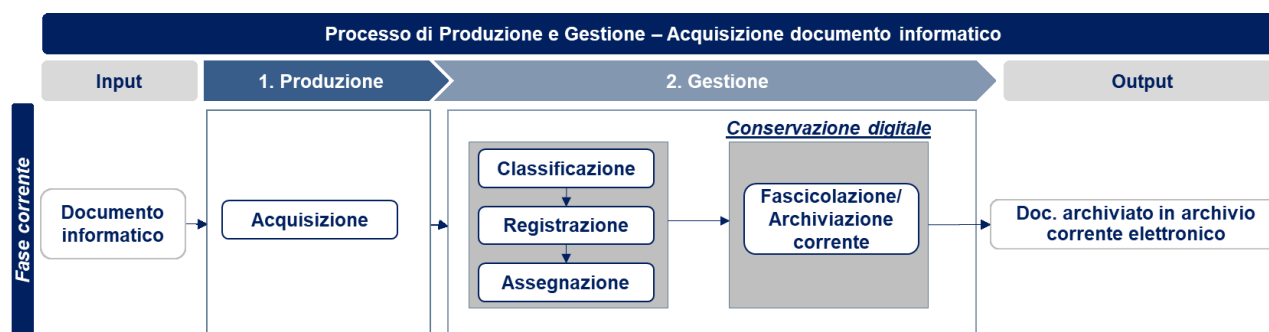 Processo di Produzione e Gestione – Acquisizione documento informatico
Input
1. Produzione
2. Gestione
Output
Fase corrente
Documento
informatico
Acquisizione
Classificazione
Registrazione
Assegnazione
Conservazione digitale
Fascicolazione/
Archiviazione
corrente
Doc. archiviato in archivio
corrente elettronico